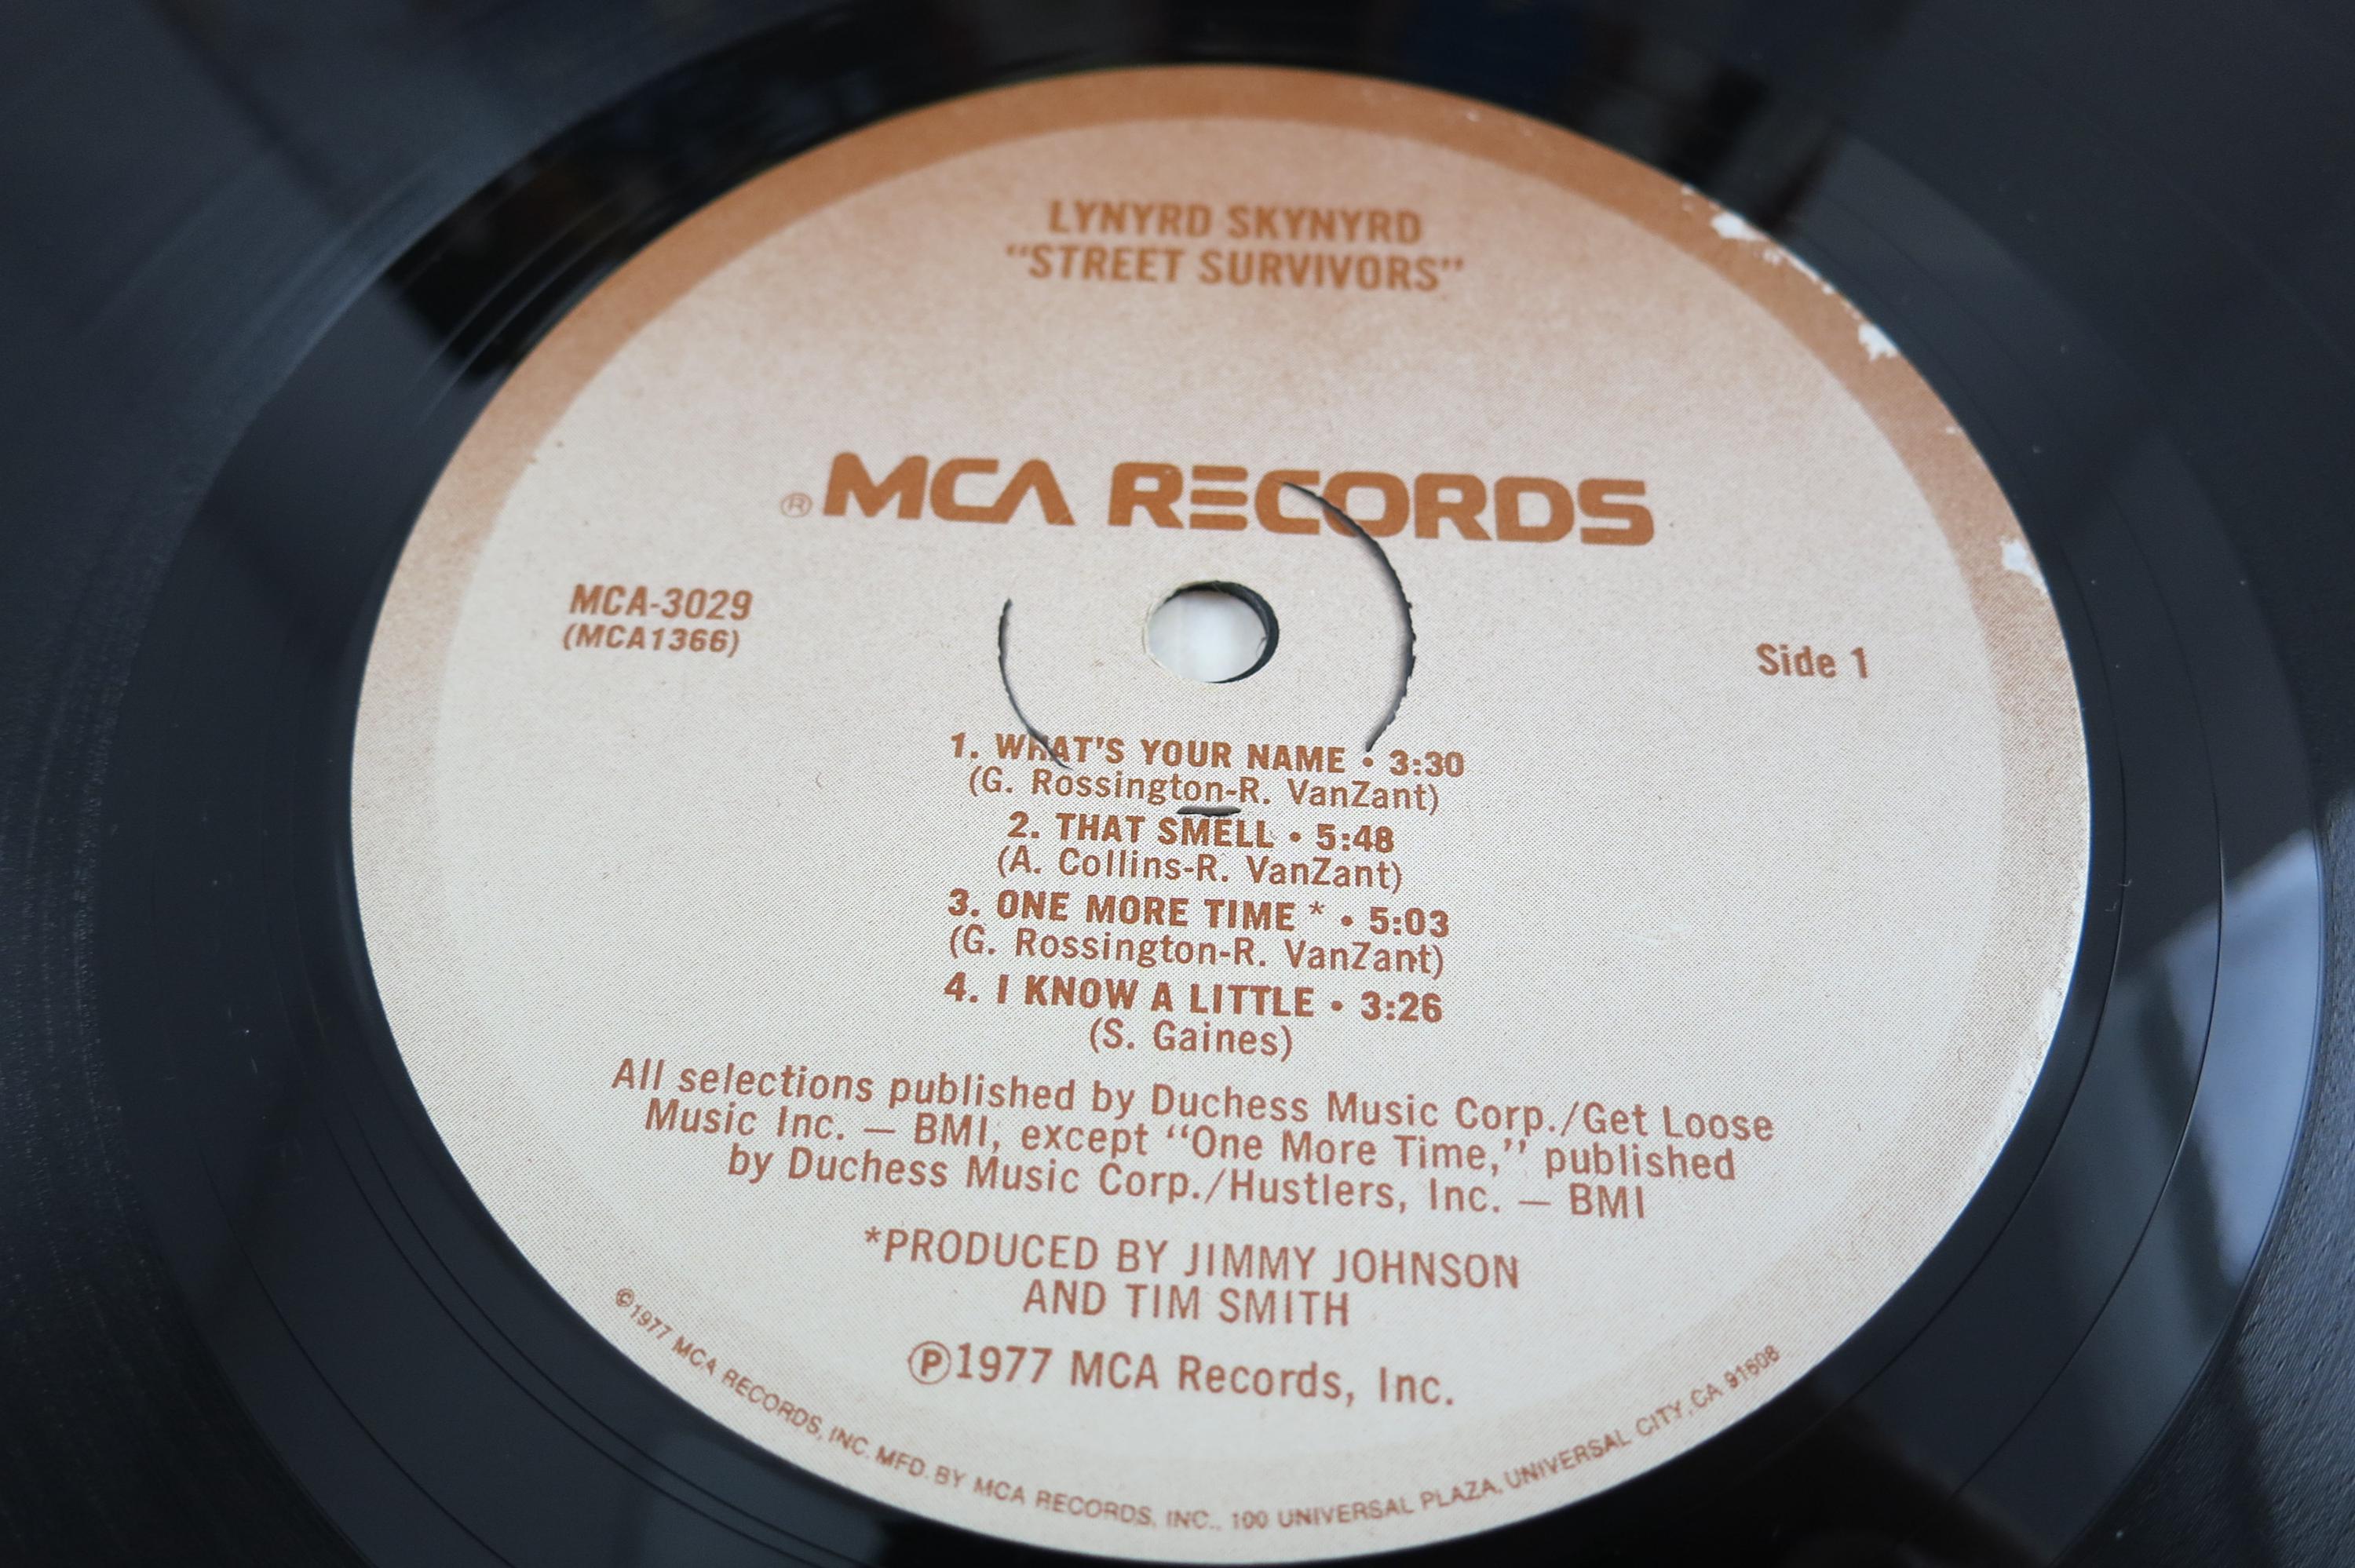 LYNYRD SKYNYRD
“STREET SURVIVORS”
® MCA RECORDS
MCA-3029
(MCA1366)
Side 1
1. WHAT'S YOUR NAME • 3:30
(G. Rossington-R. VanZant)
2. THAT SMELL • 5:48
(A. Collins-R. VanZant)
3. ONE MORE TIME * • 5:03
(G. Rossington-R. VanZant)
4. I KNOW A LITTLE • 3:26
(S. Gaines)
All selections published by Duchess Music Corp./Get Loose
Music Inc. — BMI, except “One More Time,” published
by Duchess Music Corp./Hustlers, Inc. — BMI
*PRODUCED BY JIMMY JOHNSON
AND TIM SMITH
℗1977 MCA Records, Inc.
©1977 MCA RECORDS, INC. MFD. BY MCA RECORDS, INC., 100 UNIVERSAL PLAZA, UNIVERSAL CITY, CA 91608